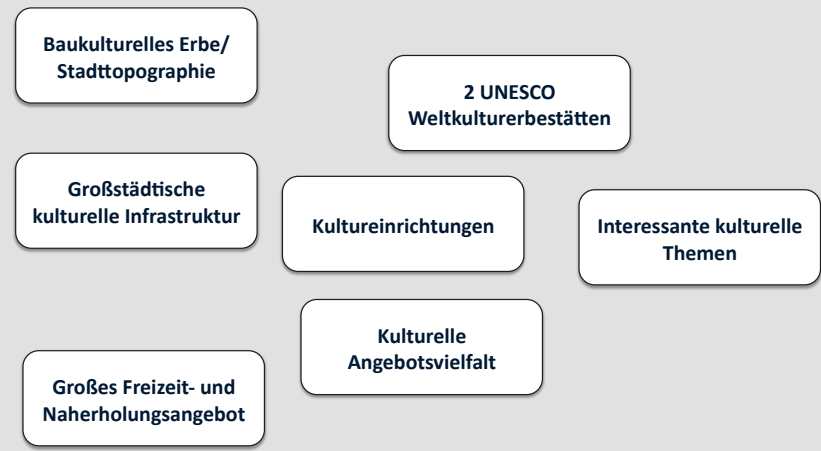 Baukulturelles Erbe/
Stadttopographie
2 UNESCO
Weltkulturerbestätten
Großstädtische
kulturelle Infrastruktur
Kultureinrichtungen
Interessante kulturelle
Themen
Kulturelle
Angebotsvielfalt
Großes Freizeit- und
Naherholungsangebot